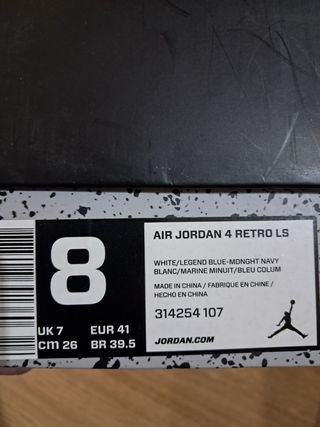 8
UK 7 EUR 41
cm 26 BR 39.5
AIR JORDAN 4 RETRO LS
WHITE/LEGEND BLUE-MDNGHT NAVY
BLANC/MARINE MINUIT/BLEU COLUM
MADE IN CHINA / FABRIQUE EN CHINE /
HECHO EN CHINA
314254 107
JORDAN.COM